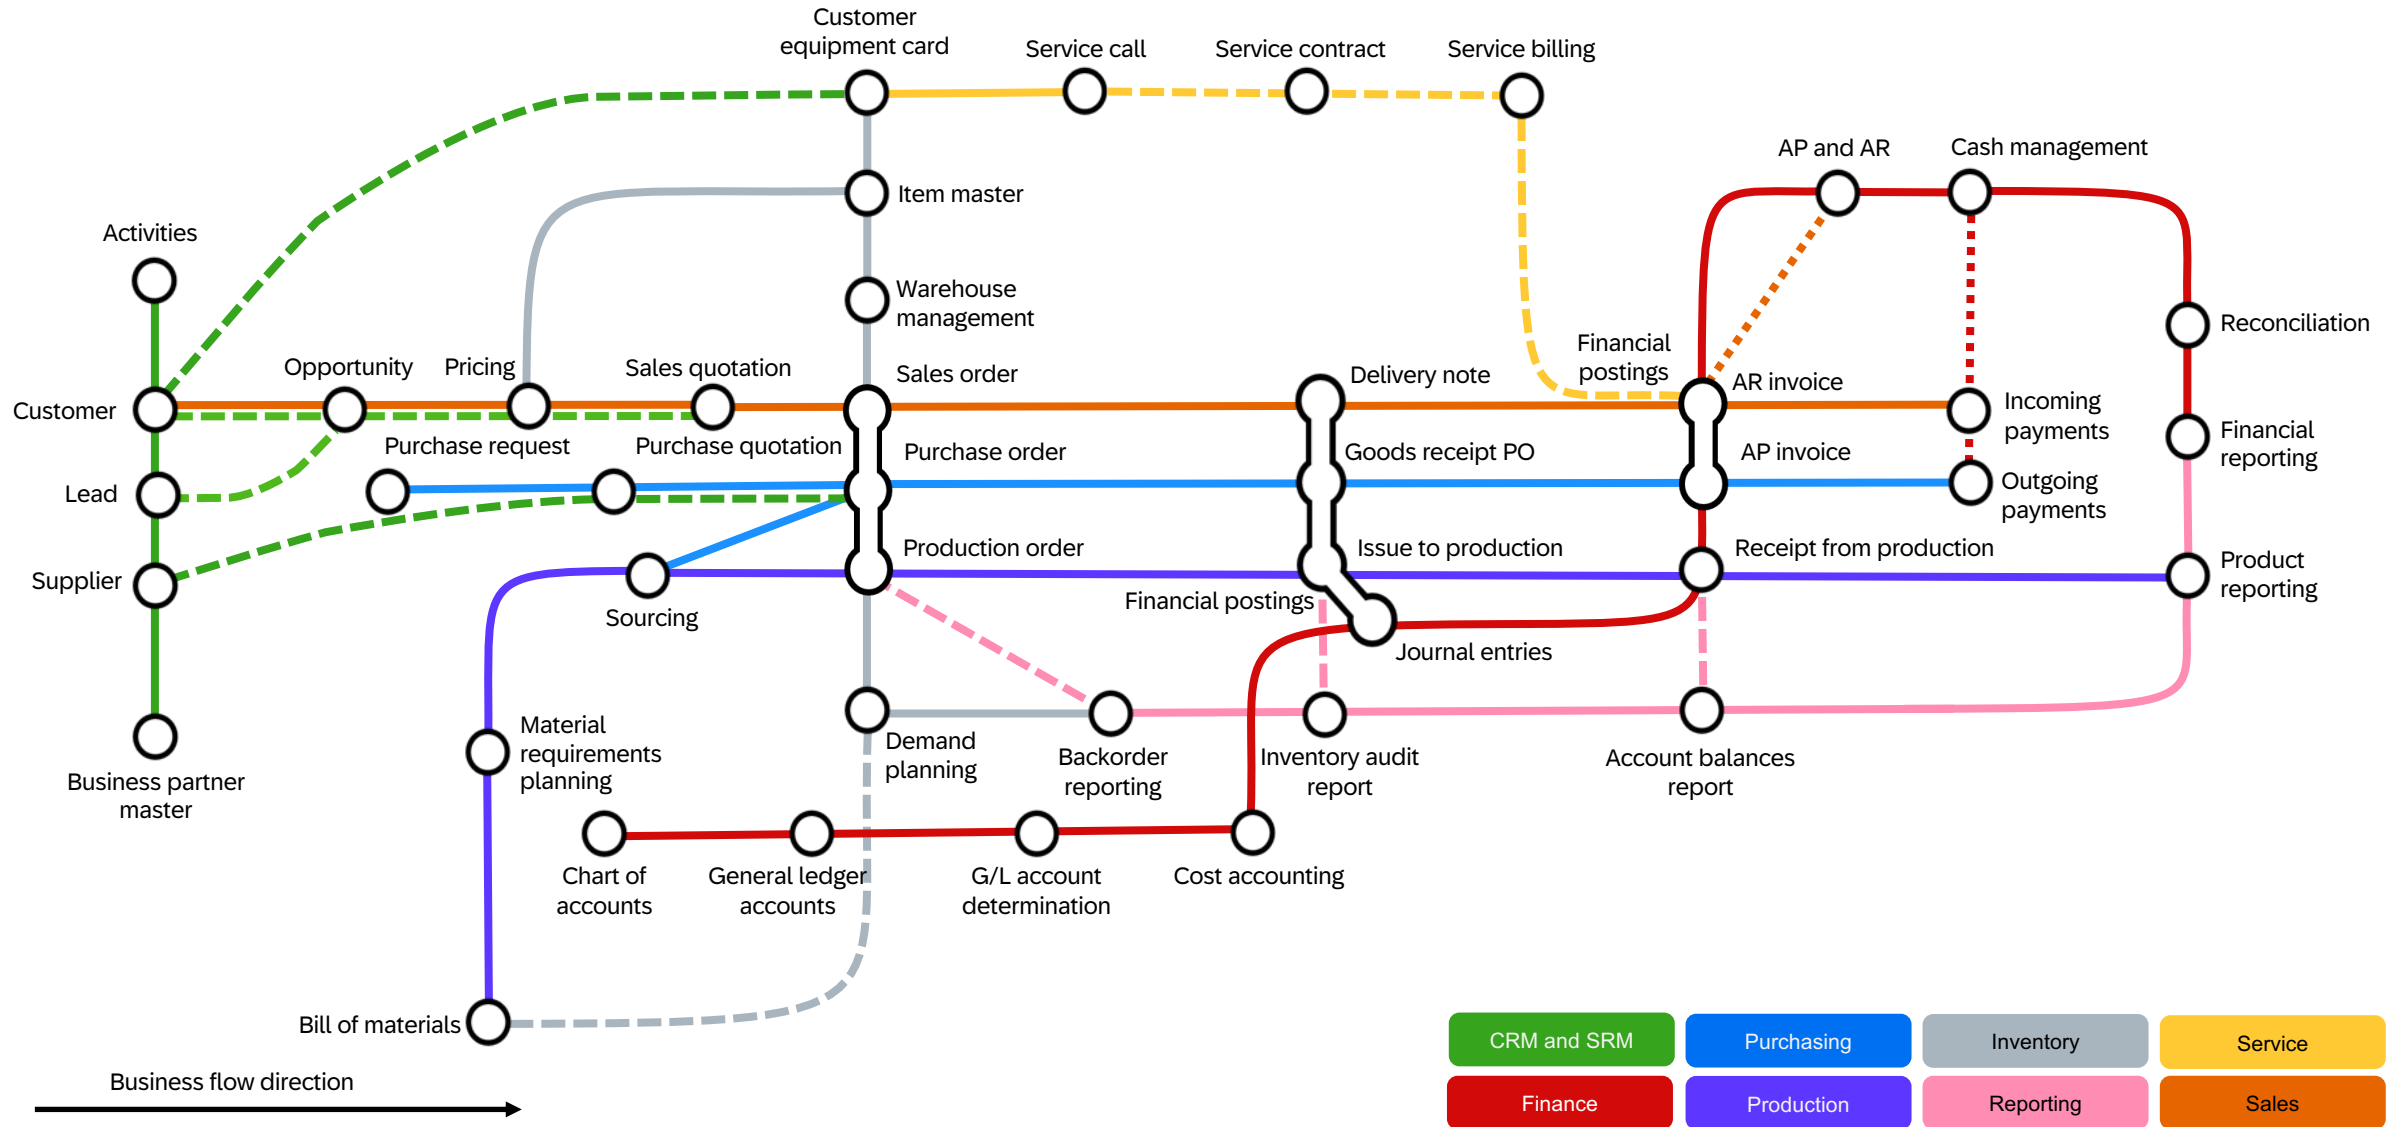 Customer
equipment card
Service call
Service contract
Service billing
AP and AR
Cash management
Item master
Activities
Warehouse
management
Reconciliation
Opportunity
Pricing
Sales quotation
Sales order
Delivery note
Financial
postings
AR invoice
Customer
Incoming
payments
Financial
reporting
Purchase request
Purchase quotation
Purchase order
Goods receipt PO
AP invoice
Lead
Outgoing
payments
Production order
Issue to production
Receipt from production
Supplier
Product
reporting
Sourcing
Financial postings
Journal entries
Material
requirements
planning
Demand
planning
Backorder
reporting
Inventory audit
report
Account balances
report
Business partner
master
Chart of
accounts
General ledger
accounts
G/L account
determination
Cost accounting
Bill of materials
Business flow direction
CRM and SRM
Purchasing
Inventory
Service
Finance
Production
Reporting
Sales